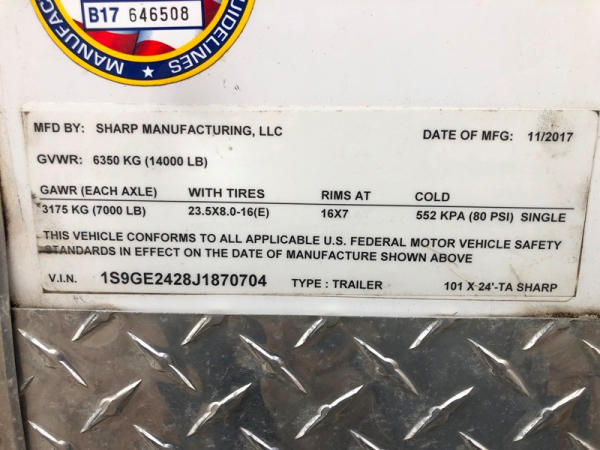 B17 646508
GUIDELINES
MANUFAC
MFD BY: SHARP MANUFACTURING, LLC DATE OF MFG: 11/2017
GVWR: 6350 KG (14000 LB)
GAWR (EACH AXLE) WITH TIRES RIMS AT COLD
3175 KG (7000 LB) 23.5X8.0-16(E) 16X7 552 KPA (80 PSI) SINGLE
THIS VEHICLE CONFORMS TO ALL APPLICABLE U.S. FEDERAL MOTOR VEHICLE SAFETY
STANDARDS IN EFFECT ON THE DATE OF MANUFACTURE SHOWN ABOVE
V.I.N. 1S9GE2428J1870704 TYPE : TRAILER 101 X 24'-TA SHARP